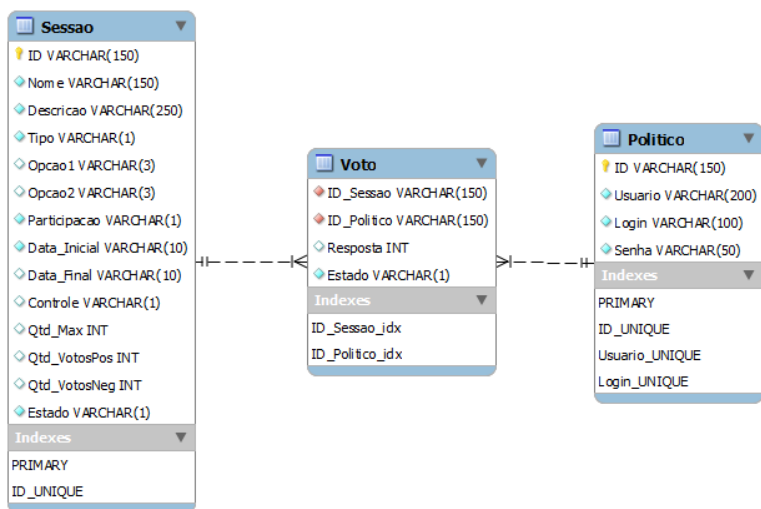 Sessao
ID VARCHAR(150)
Nome VARCHAR(150)
Descricao VARCHAR(250)
Tipo VARCHAR(1)
Opcao1 VARCHAR(3)
Opcao2 VARCHAR(3)
Participacao VARCHAR(1)
Data_Inicial VARCHAR(10)
Data_Final VARCHAR(10)
Controle VARCHAR(1)
Qtd_Max INT
Qtd_VotosPos INT
Qtd_VotosNeg INT
Estado VARCHAR(1)
Indexes
PRIMARY
ID_UNIQUE
Voto
ID_Sessao VARCHAR(150)
ID_Politico VARCHAR(150)
Resposta INT
Estado VARCHAR(1)
Indexes
ID_Sessao_idx
ID_Politico_idx
Politico
ID VARCHAR(150)
Usuario VARCHAR(200)
Login VARCHAR(100)
Senha VARCHAR(50)
Indexes
PRIMARY
ID_UNIQUE
Usuario_UNIQUE
Login_UNIQUE